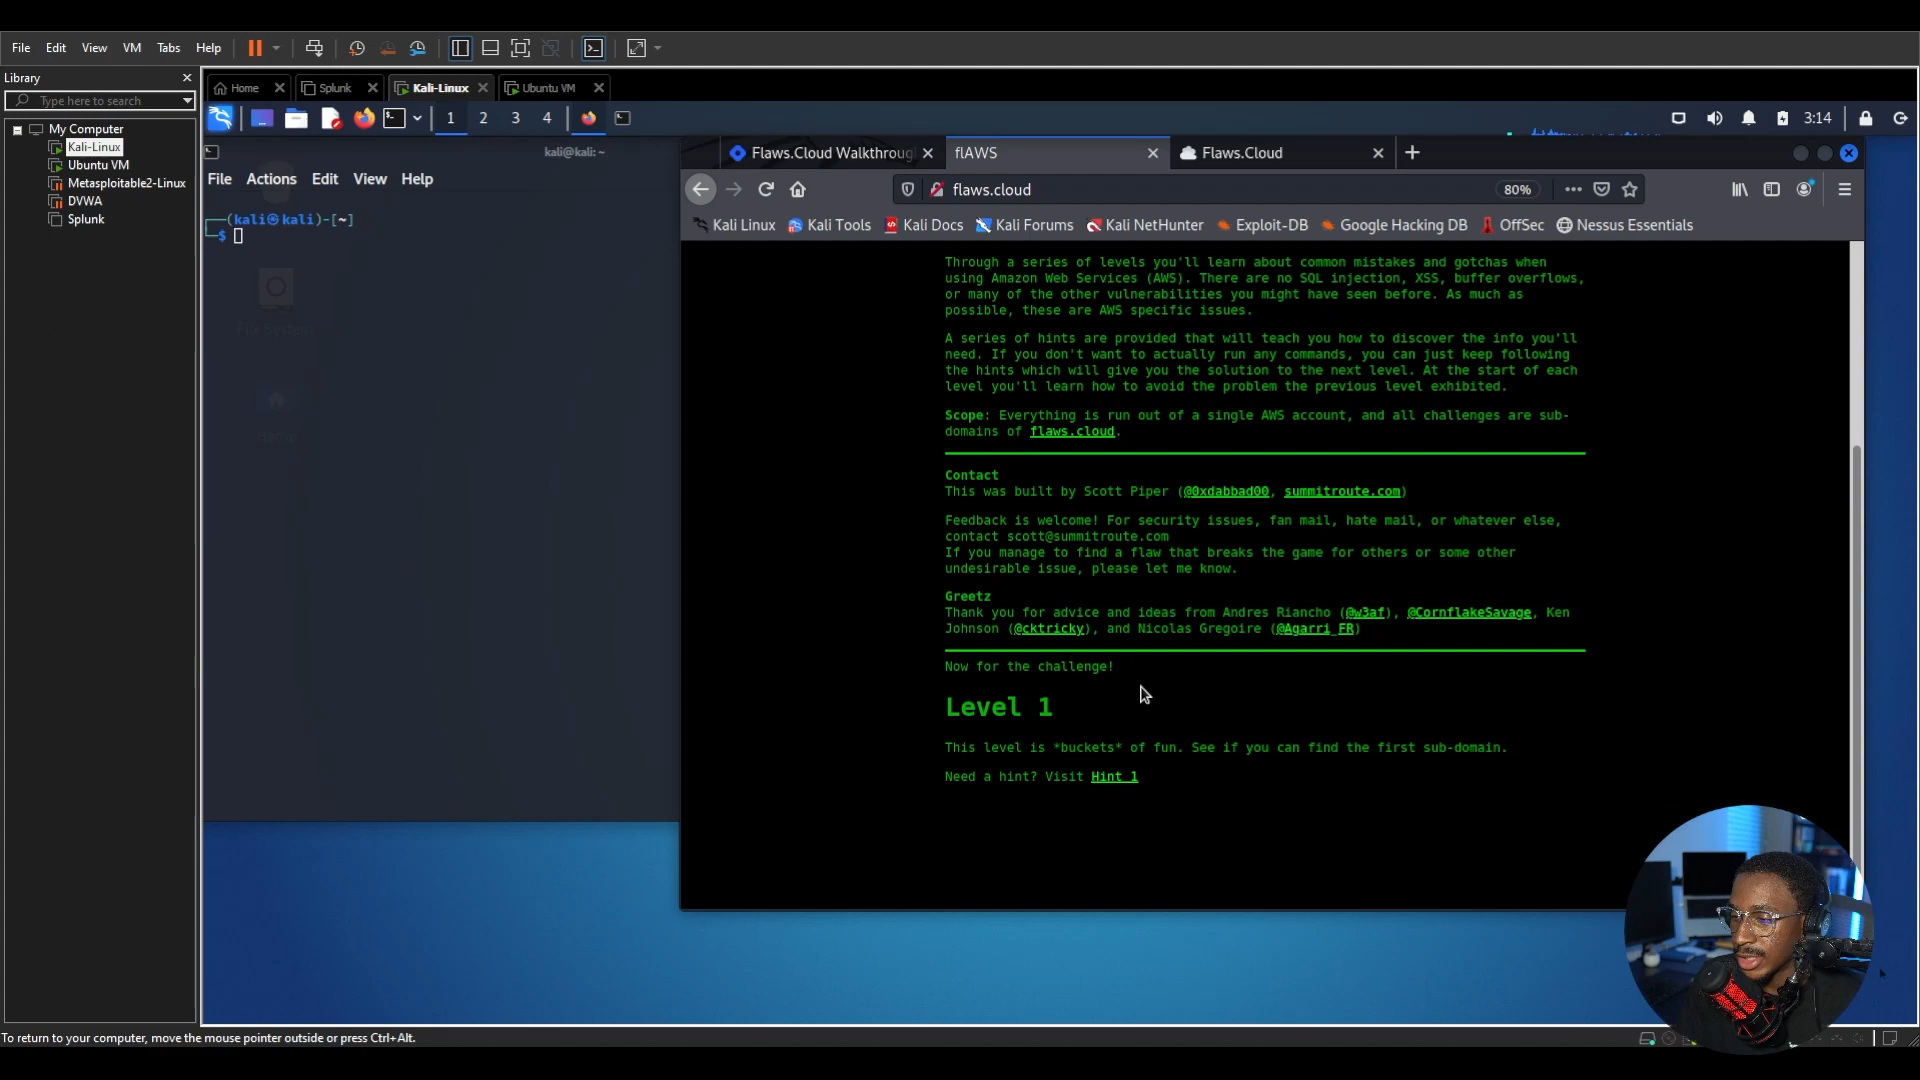 File Edit View VM Tabs Help
Library
Type here to search
My Computer
Kali-Linux
Ubuntu VM
Metasploitable2-Linux
DVWA
Splunk
Home Splunk Kali-Linux Ubuntu VM
1 2 3 4
3:14
kali@kali: ~
File Actions Edit View Help
(kali㉿kali)-[~]
$
File System
Home
Flaws.Cloud Walkthroug flAWS Flaws.Cloud
flaws.cloud 80%
Kali Linux Kali Tools Kali Docs Kali Forums Kali NetHunter Exploit-DB Google Hacking DB OffSec Nessus Essentials
Through a series of levels you'll learn about common mistakes and gotchas when
using Amazon Web Services (AWS). There are no SQL injection, XSS, buffer overflows,
or many of the other vulnerabilities you might have seen before. As much as
possible, these are AWS specific issues.
A series of hints are provided that will teach you how to discover the info you'll
need. If you don't want to actually run any commands, you can just keep following
the hints which will give you the solution to the next level. At the start of each
level you'll learn how to avoid the problem the previous level exhibited.
Scope: Everything is run out of a single AWS account, and all challenges are sub-
domains of flaws.cloud.
Contact
This was built by Scott Piper (@0xdabbad00, summitroute.com)
Feedback is welcome! For security issues, fan mail, hate mail, or whatever else,
contact scott@summitroute.com
If you manage to find a flaw that breaks the game for others or some other
undesirable issue, please let me know.
Greetz
Thank you for advice and ideas from Andres Riancho (@w3af), @CornflakeSavage, Ken
Johnson (@cktricky), and Nicolas Gregoire (@Agarri_FR)
Now for the challenge!
Level 1
This level is *buckets* of fun. See if you can find the first sub-domain.
Need a hint? Visit Hint 1
To return to your computer, move the mouse pointer outside or press Ctrl+Alt.